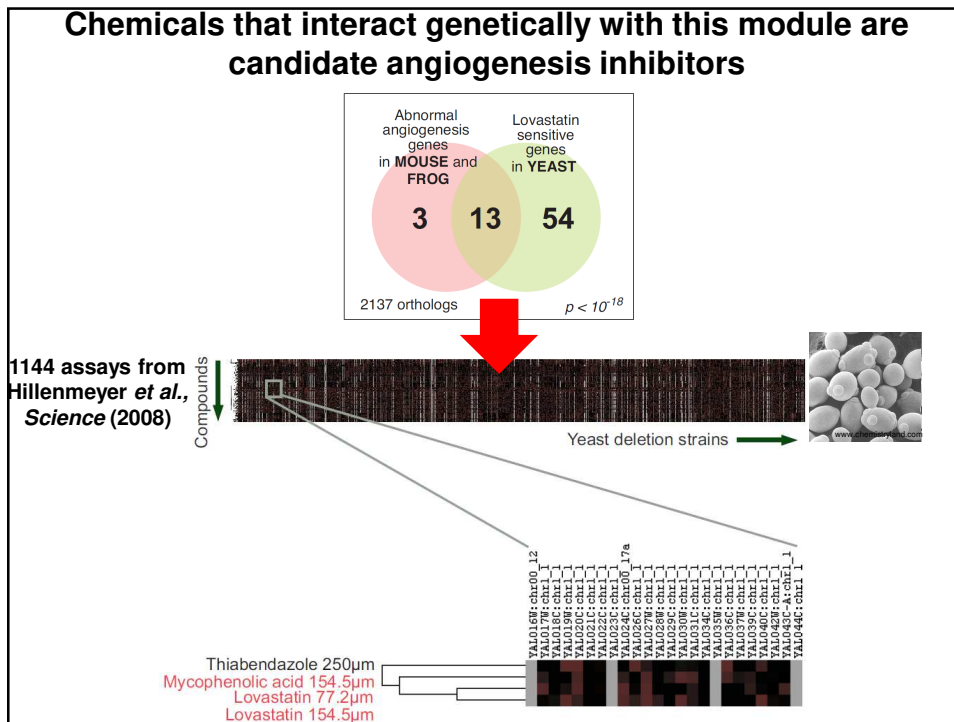 Chemicals that interact genetically with this module are
candidate angiogenesis inhibitors
Abnormal
angiogenesis
genes
in MOUSE and
FROG
Lovastatin
sensitive
genes
in YEAST
3
13
54
2137 orthologs
p < 10-18
1144 assays from
Hillenmeyer et al.,
Science (2008)
Compounds
Yeast deletion strains
www.chemistryland.com
YAL016W:chr00_12
YAL017W:chr1_1
YAL018C:chr1_1
YAL019W:chr1_1
YAL020C:chr1_1
YAL021C:chr1_1
YAL022C:chr1_1
YAL023C:chr1_1
YAL024C:chr00_17a
YAL026C:chr1_1
YAL027W:chr1_1
YAL028W:chr1_1
YAL029C:chr1_1
YAL030W:chr1_1
YAL031C:chr1_1
YAL034C:chr1_1
YAL035W:chr1_1
YAL036C:chr1_1
YAL037W:chr1_1
YAL039C:chr1_1
YAL040C:chr1_1
YAL042W:chr1_1
YAL043C-A:chr1_1
YAL044C:chr1_1
Thiabendazole 250µm
Mycophenolic acid 154.5µm
Lovastatin 77.2µm
Lovastatin 154.5µm